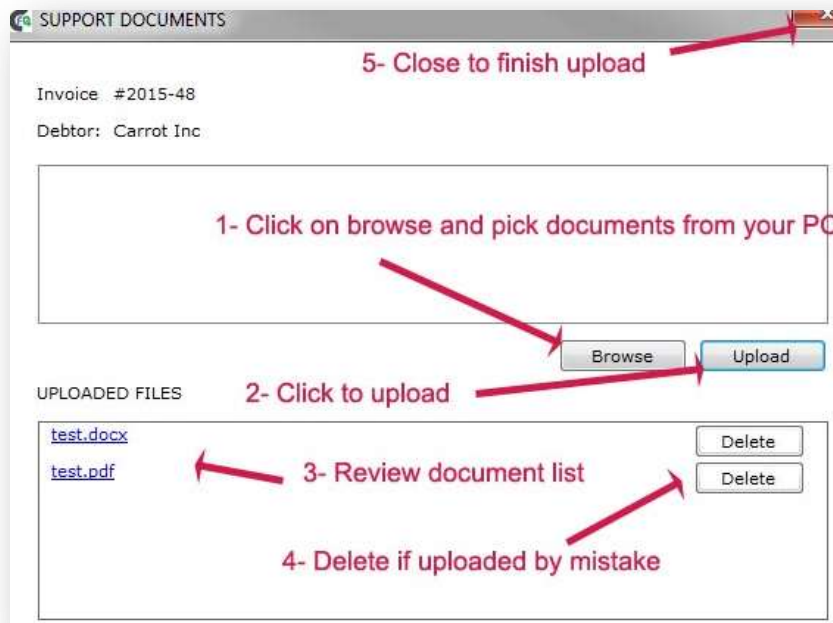 SUPPORT DOCUMENTS
5- Close to finish upload
Invoice #2015-48
Debtor: Carrot Inc
1- Click on browse and pick documents from your PC
Browse
Upload
2- Click to upload
UPLOADED FILES
test.docx
Delete
test.pdf
3- Review document list
Delete
4- Delete if uploaded by mistake